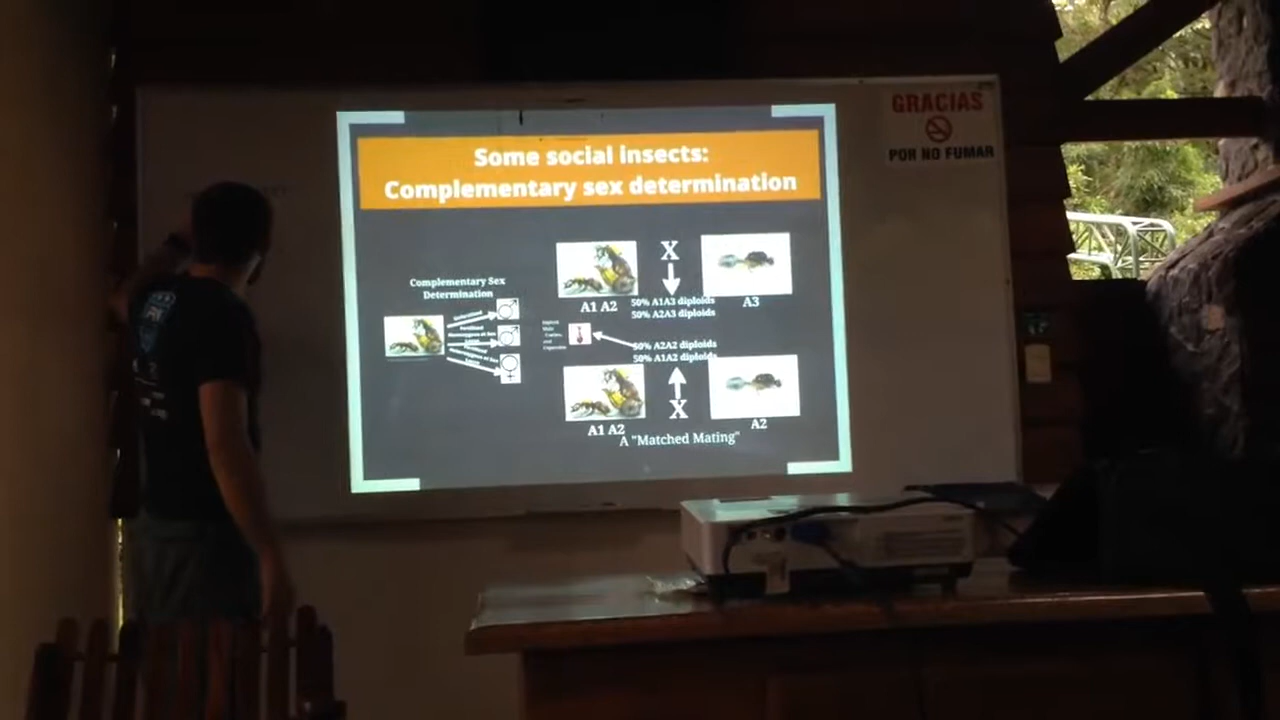 GRACIAS
POR NO FUMAR
Some social insects:
Complementary sex determination
Complementary Sex
Determination
X
A1 A2
50% A1A3 diploids
50% A2A3 diploids
A3
50% A2A2 diploids
50% A1A2 diploids
X
A1 A2
A2
A "Matched Mating"